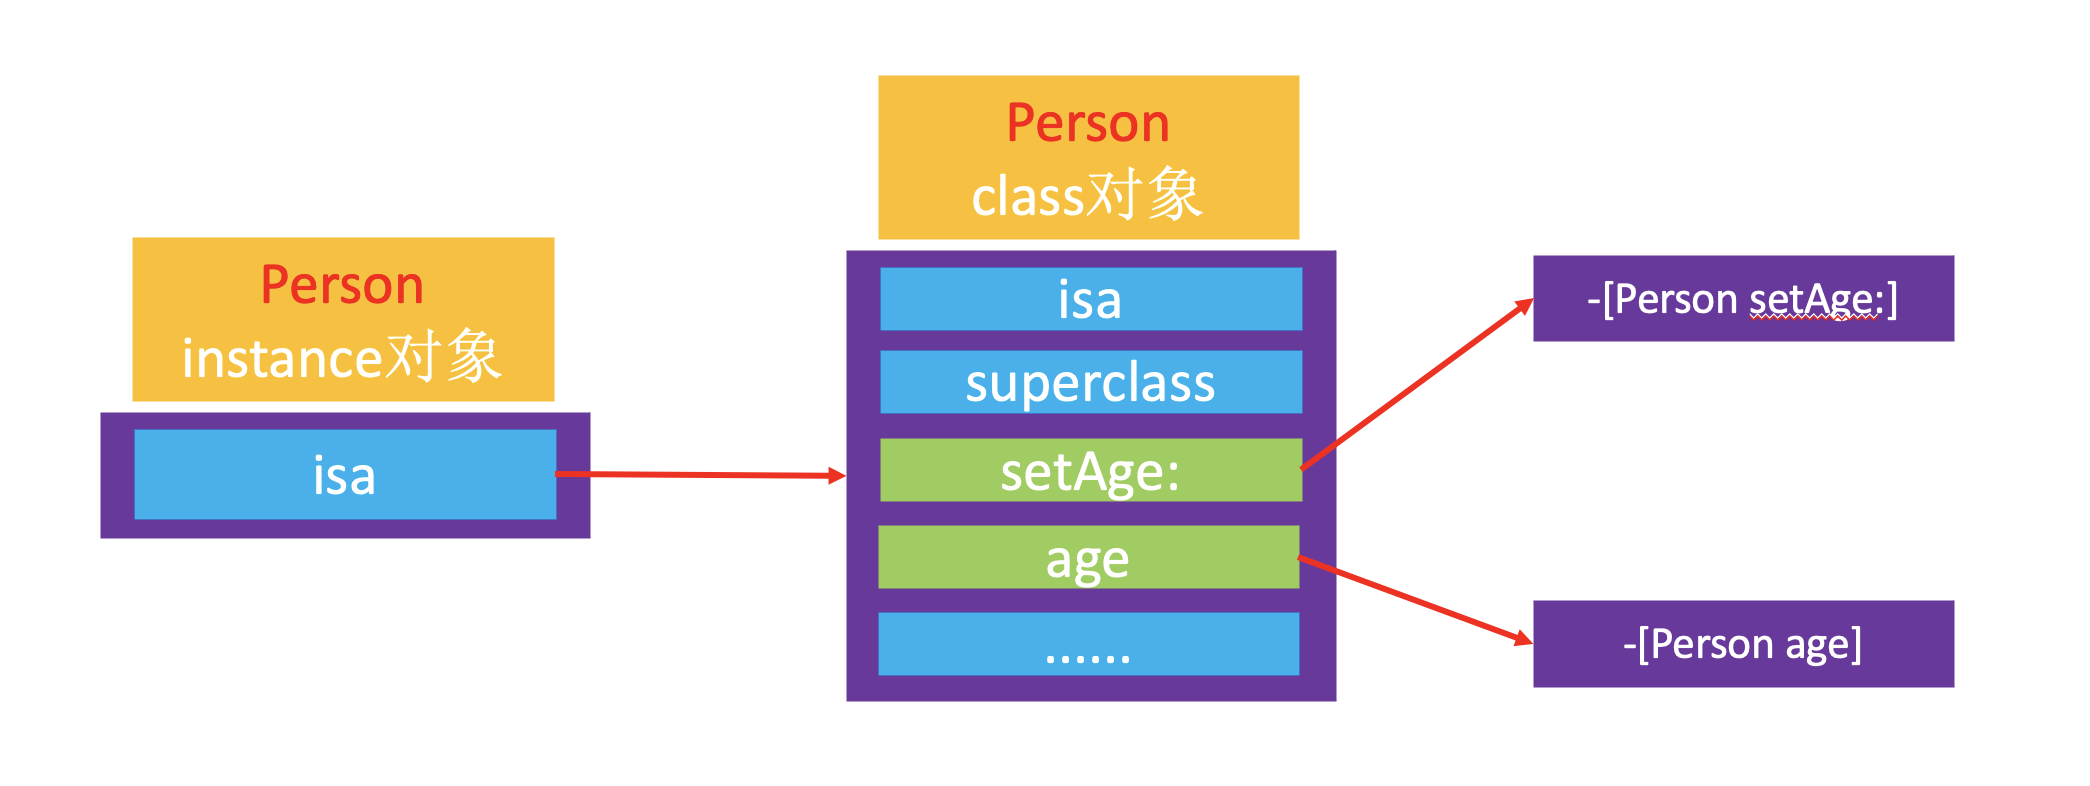 Person
instance对象
isa
Person
class对象
isa
superclass
setAge:
age
......
-[Person setAge:]
-[Person age]